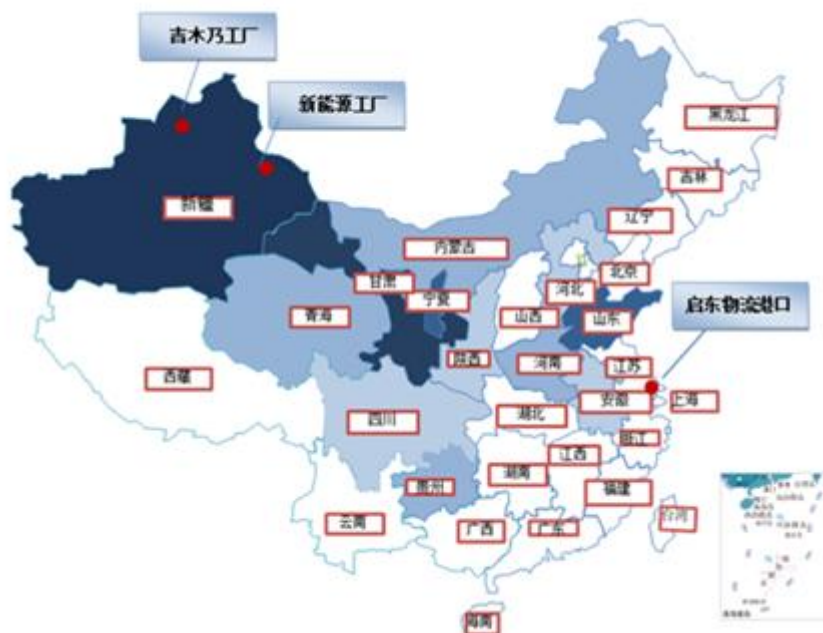 吉木乃工厂
新能源工厂
黑龙江
吉林
新疆
辽宁
内蒙古
北京
甘肃
河北
宁夏
启东物流港口
青海
山西
山东
陕西
河南
江苏
西藏
安徽
上海
四川
湖北
浙江
江西
湖南
贵州
福建
云南
广西
广东
台湾
海南